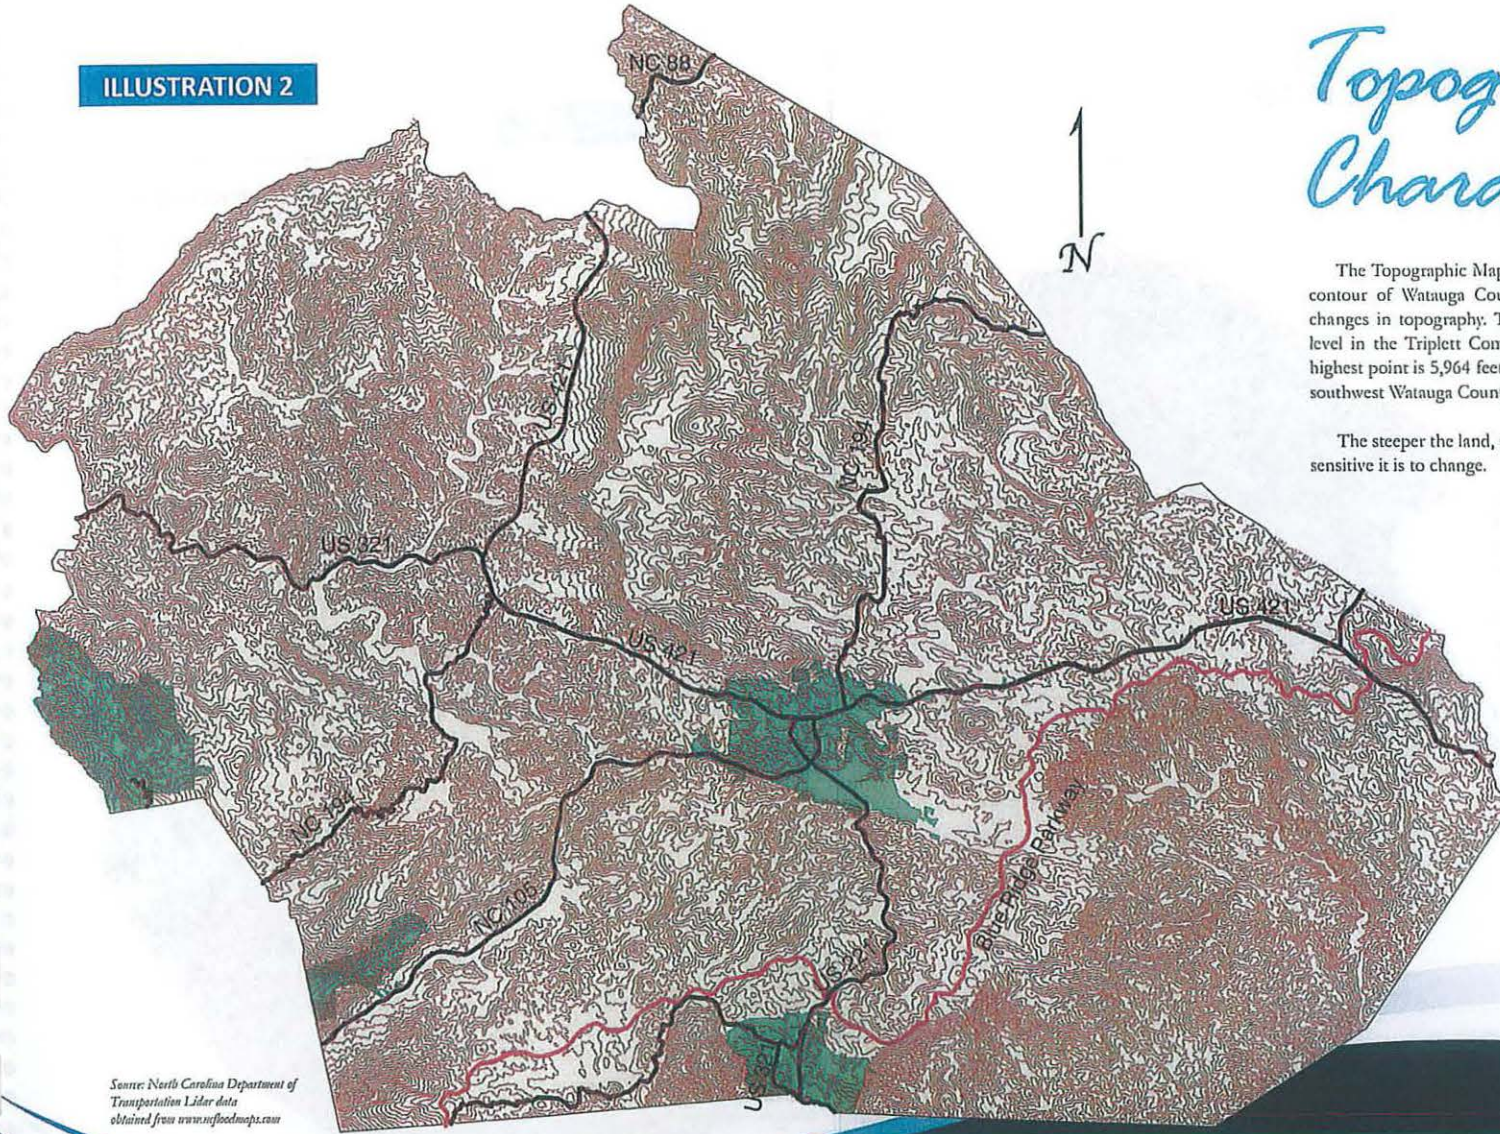 ILLUSTRATION 2
NC 88
N
US 421
NC 194
US 321
US 421
US 421
NC 194
NC 105
Blue Ridge Parkway
US 221
US 321
Topog
Chara
The Topographic Map
contour of Watauga Cou
changes in topography. T
level in the Triplett Com
highest point is 5,964 feet
southwest Watauga Coun
The steeper the land,
sensitive it is to change.
Source: North Carolina Department of
Transportation Lidar data
obtained from www.ncfloodmaps.com